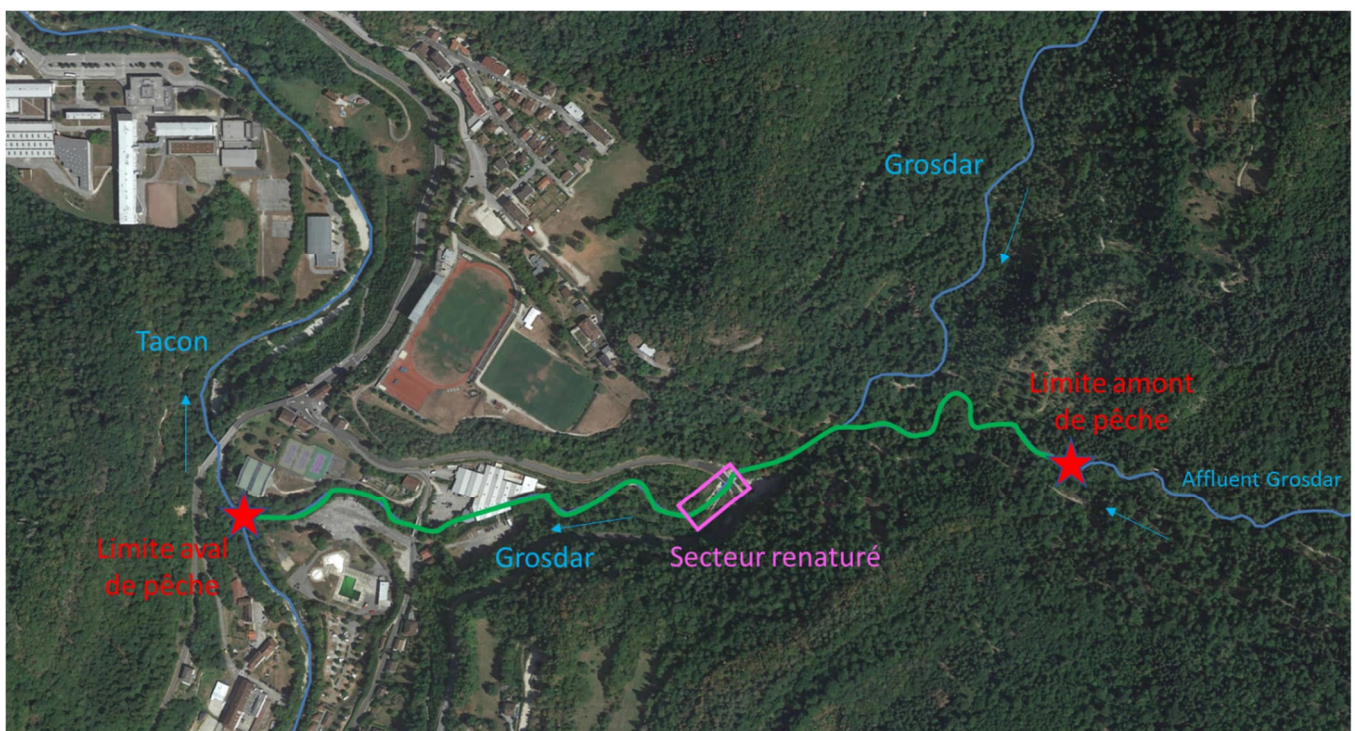 Grosdar
Tacon
Limite amont
de pêche
Affluent Grosdar
Limite aval
de pêche
Grosdar
Secteur renaturé